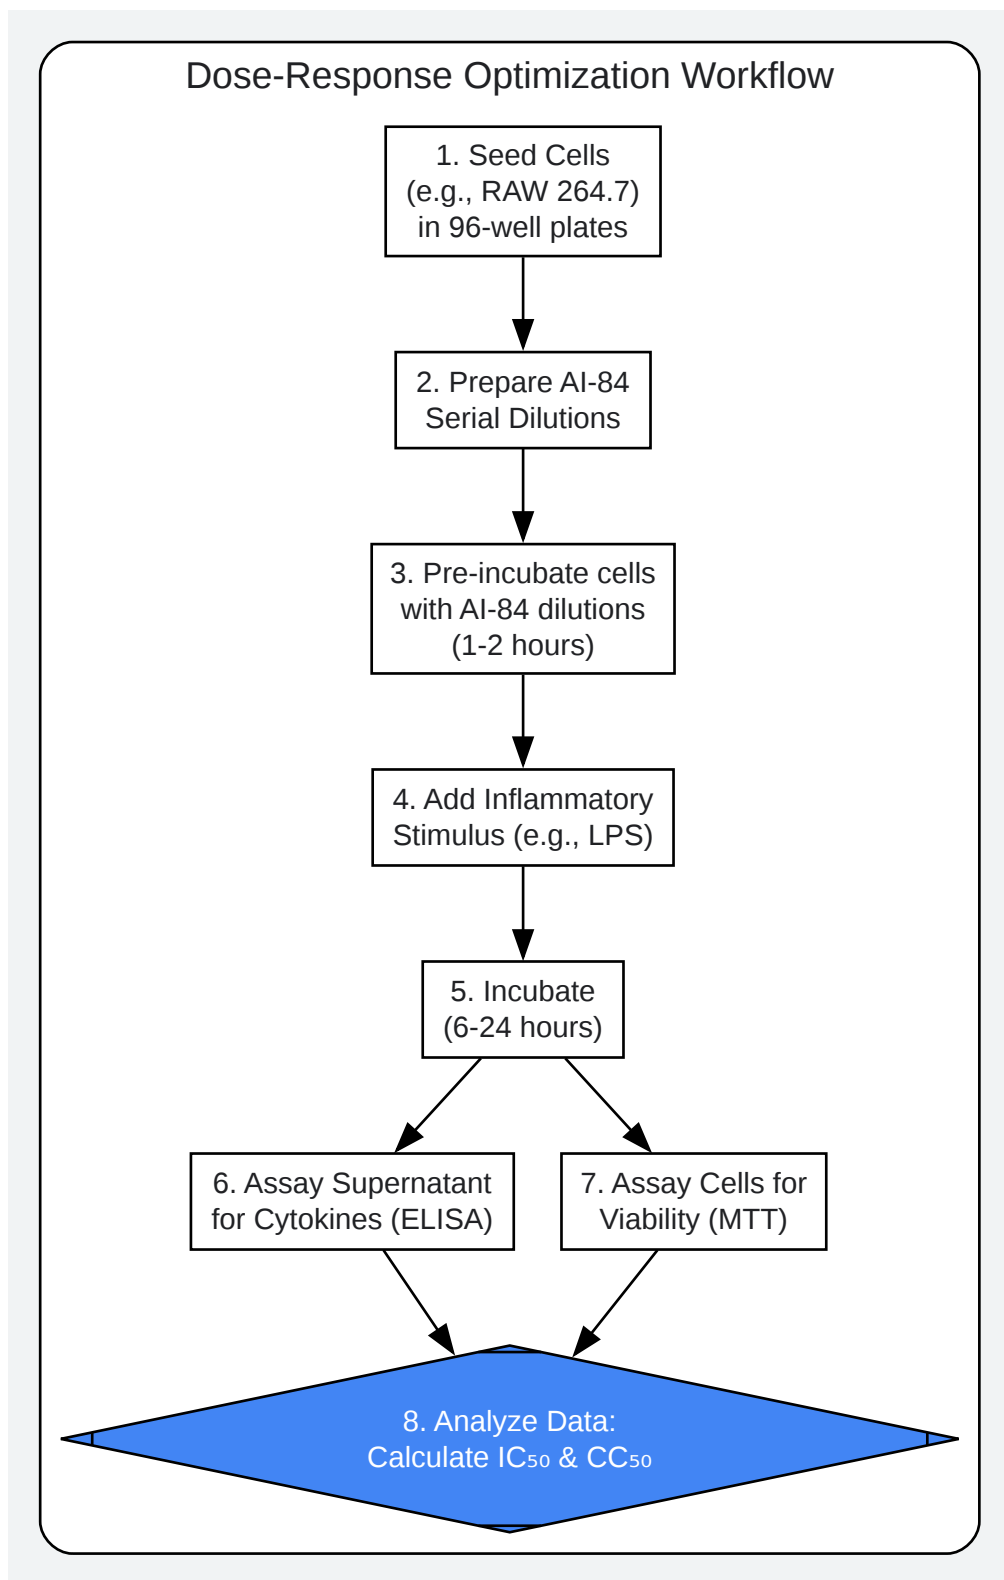 Dose-Response Optimization Workflow
1. Seed Cells
(e.g., RAW 264.7)
in 96-well plates
2. Prepare AI-84
Serial Dilutions
3. Pre-incubate cells
with AI-84 dilutions
(1-2 hours)
4. Add Inflammatory
Stimulus (e.g., LPS)
5. Incubate
(6-24 hours)
6. Assay Supernatant
for Cytokines (ELISA)
7. Assay Cells for
Viability (MTT)
8. Analyze Data:
Calculate IC₅₀ & CC₅₀